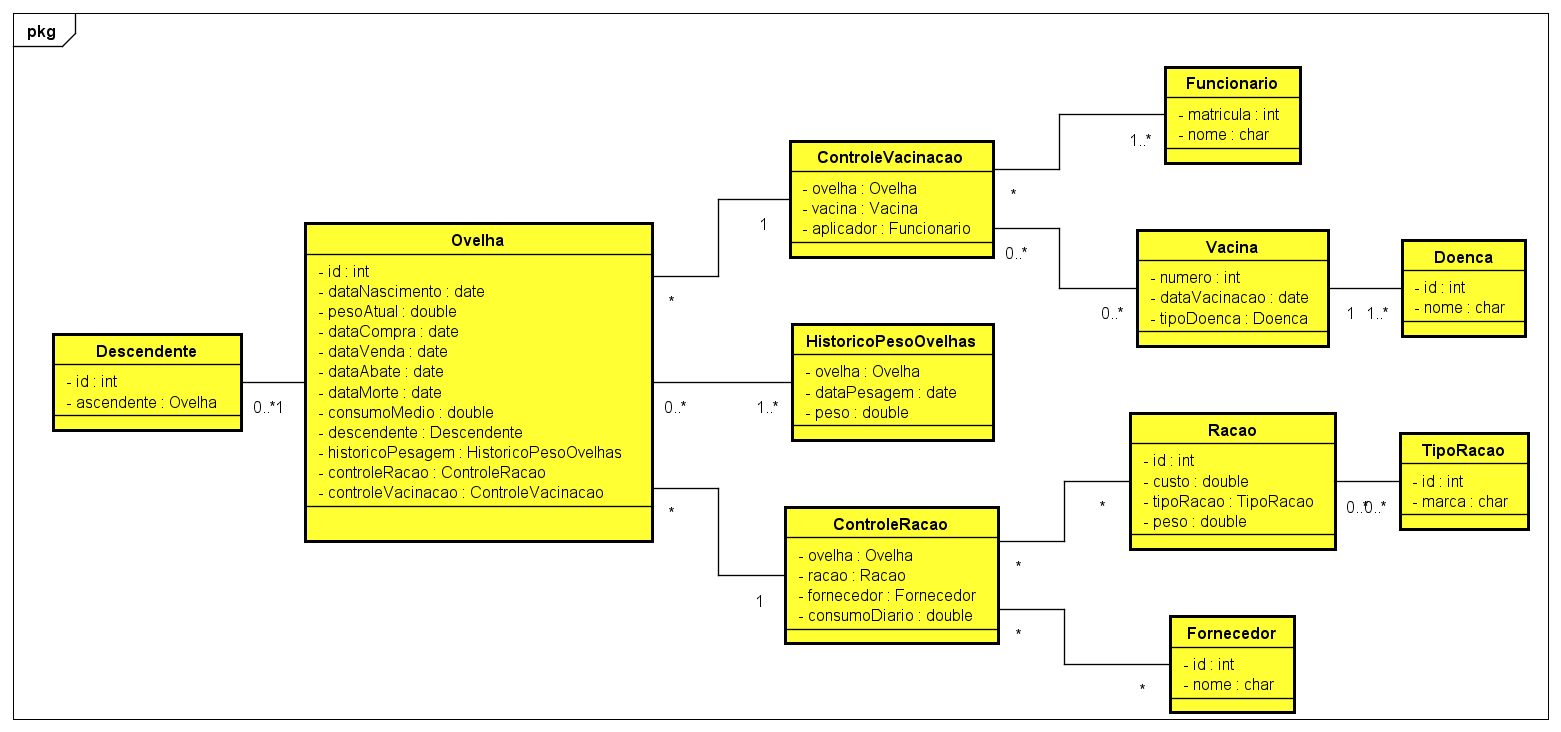 pkg
Funcionario
- matricula : int
- nome : char
1..*
ControleVacinacao
- ovelha : Ovelha
- vacina : Vacina
- aplicador : Funcionario
*
0..*
1
Ovelha
- id : int
- dataNascimento : date
- pesoAtual : double
- dataCompra : date
- dataVenda : date
- dataAbate : date
- dataMorte : date
- consumoMedio : double
- descendente : Descendente
- historicoPesagem : HistoricoPesoOvelhas
- controleRacao : ControleRacao
- controleVacinacao : ControleVacinacao
*
0..*
*
Vacina
- numero : int
- dataVacinacao : date
- tipoDoenca : Doenca
0..*
1
1..*
Doenca
- id : int
- nome : char
Descendente
- id : int
- ascendente : Ovelha
0..*
1
HistoricoPesoOvelhas
- ovelha : Ovelha
- dataPesagem : date
- peso : double
1..*
Racao
- id : int
- custo : double
- tipoRacao : TipoRacao
- peso : double
*
0..*
0..*
TipoRacao
- id : int
- marca : char
ControleRacao
- ovelha : Ovelha
- racao : Racao
- fornecedor : Fornecedor
- consumoDiario : double
1
*
*
Fornecedor
- id : int
- nome : char
*